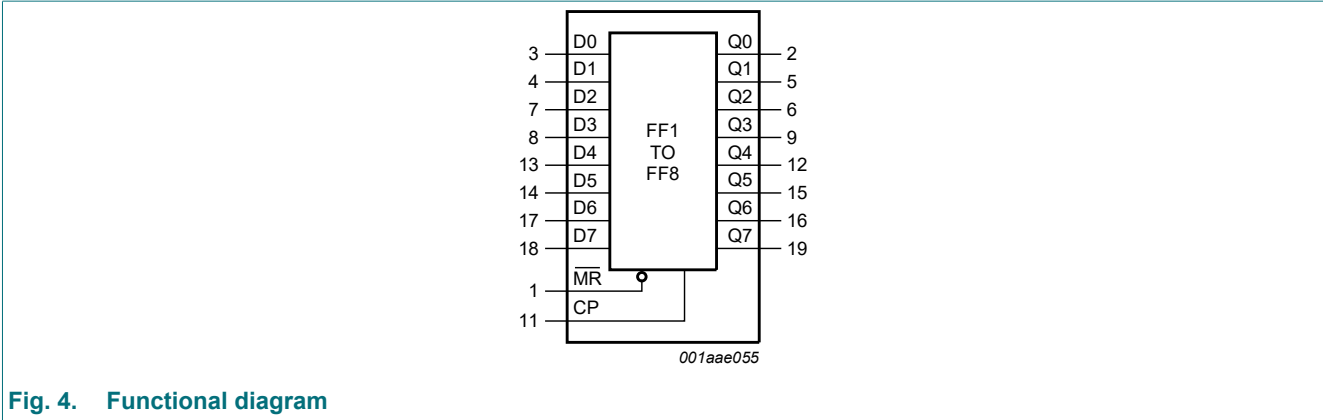 D0 Q0
3 2
D1 Q1
4 5
D2 Q2
7 6
D3 Q3
8 9
FF1
TO
FF8
D4 Q4
13 12
D5 Q5
14 15
D6 Q6
17 16
D7 Q7
18 19
M̅R̅
1
CP
11
001aae055
Fig. 4. Functional diagram